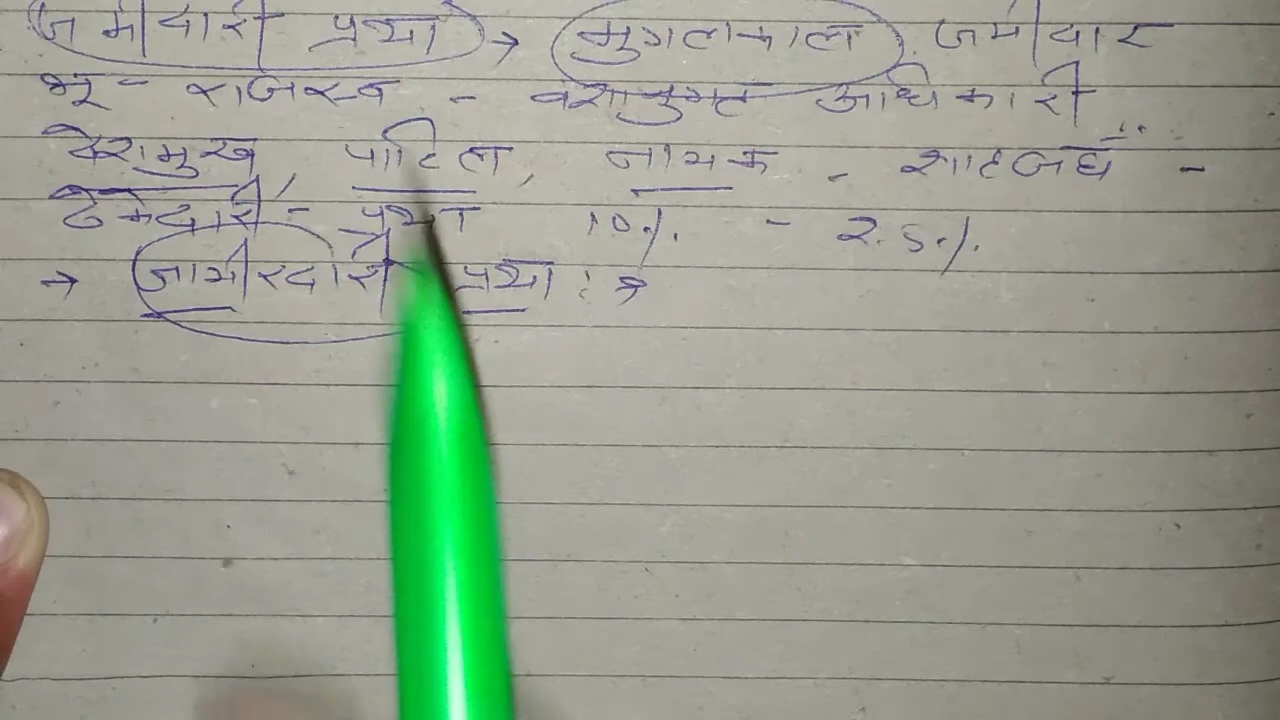 जमीदारी प्रथा → मुगलकाल जमीदार
भू - राजस्व - वंशानुगत अधिकारी
देशमुख, पाटिल, नायक - शाहजहाँ -
ठेकेदारी - प्रथा 10% - 2.5%
→ जागीरदारी प्रथा : →